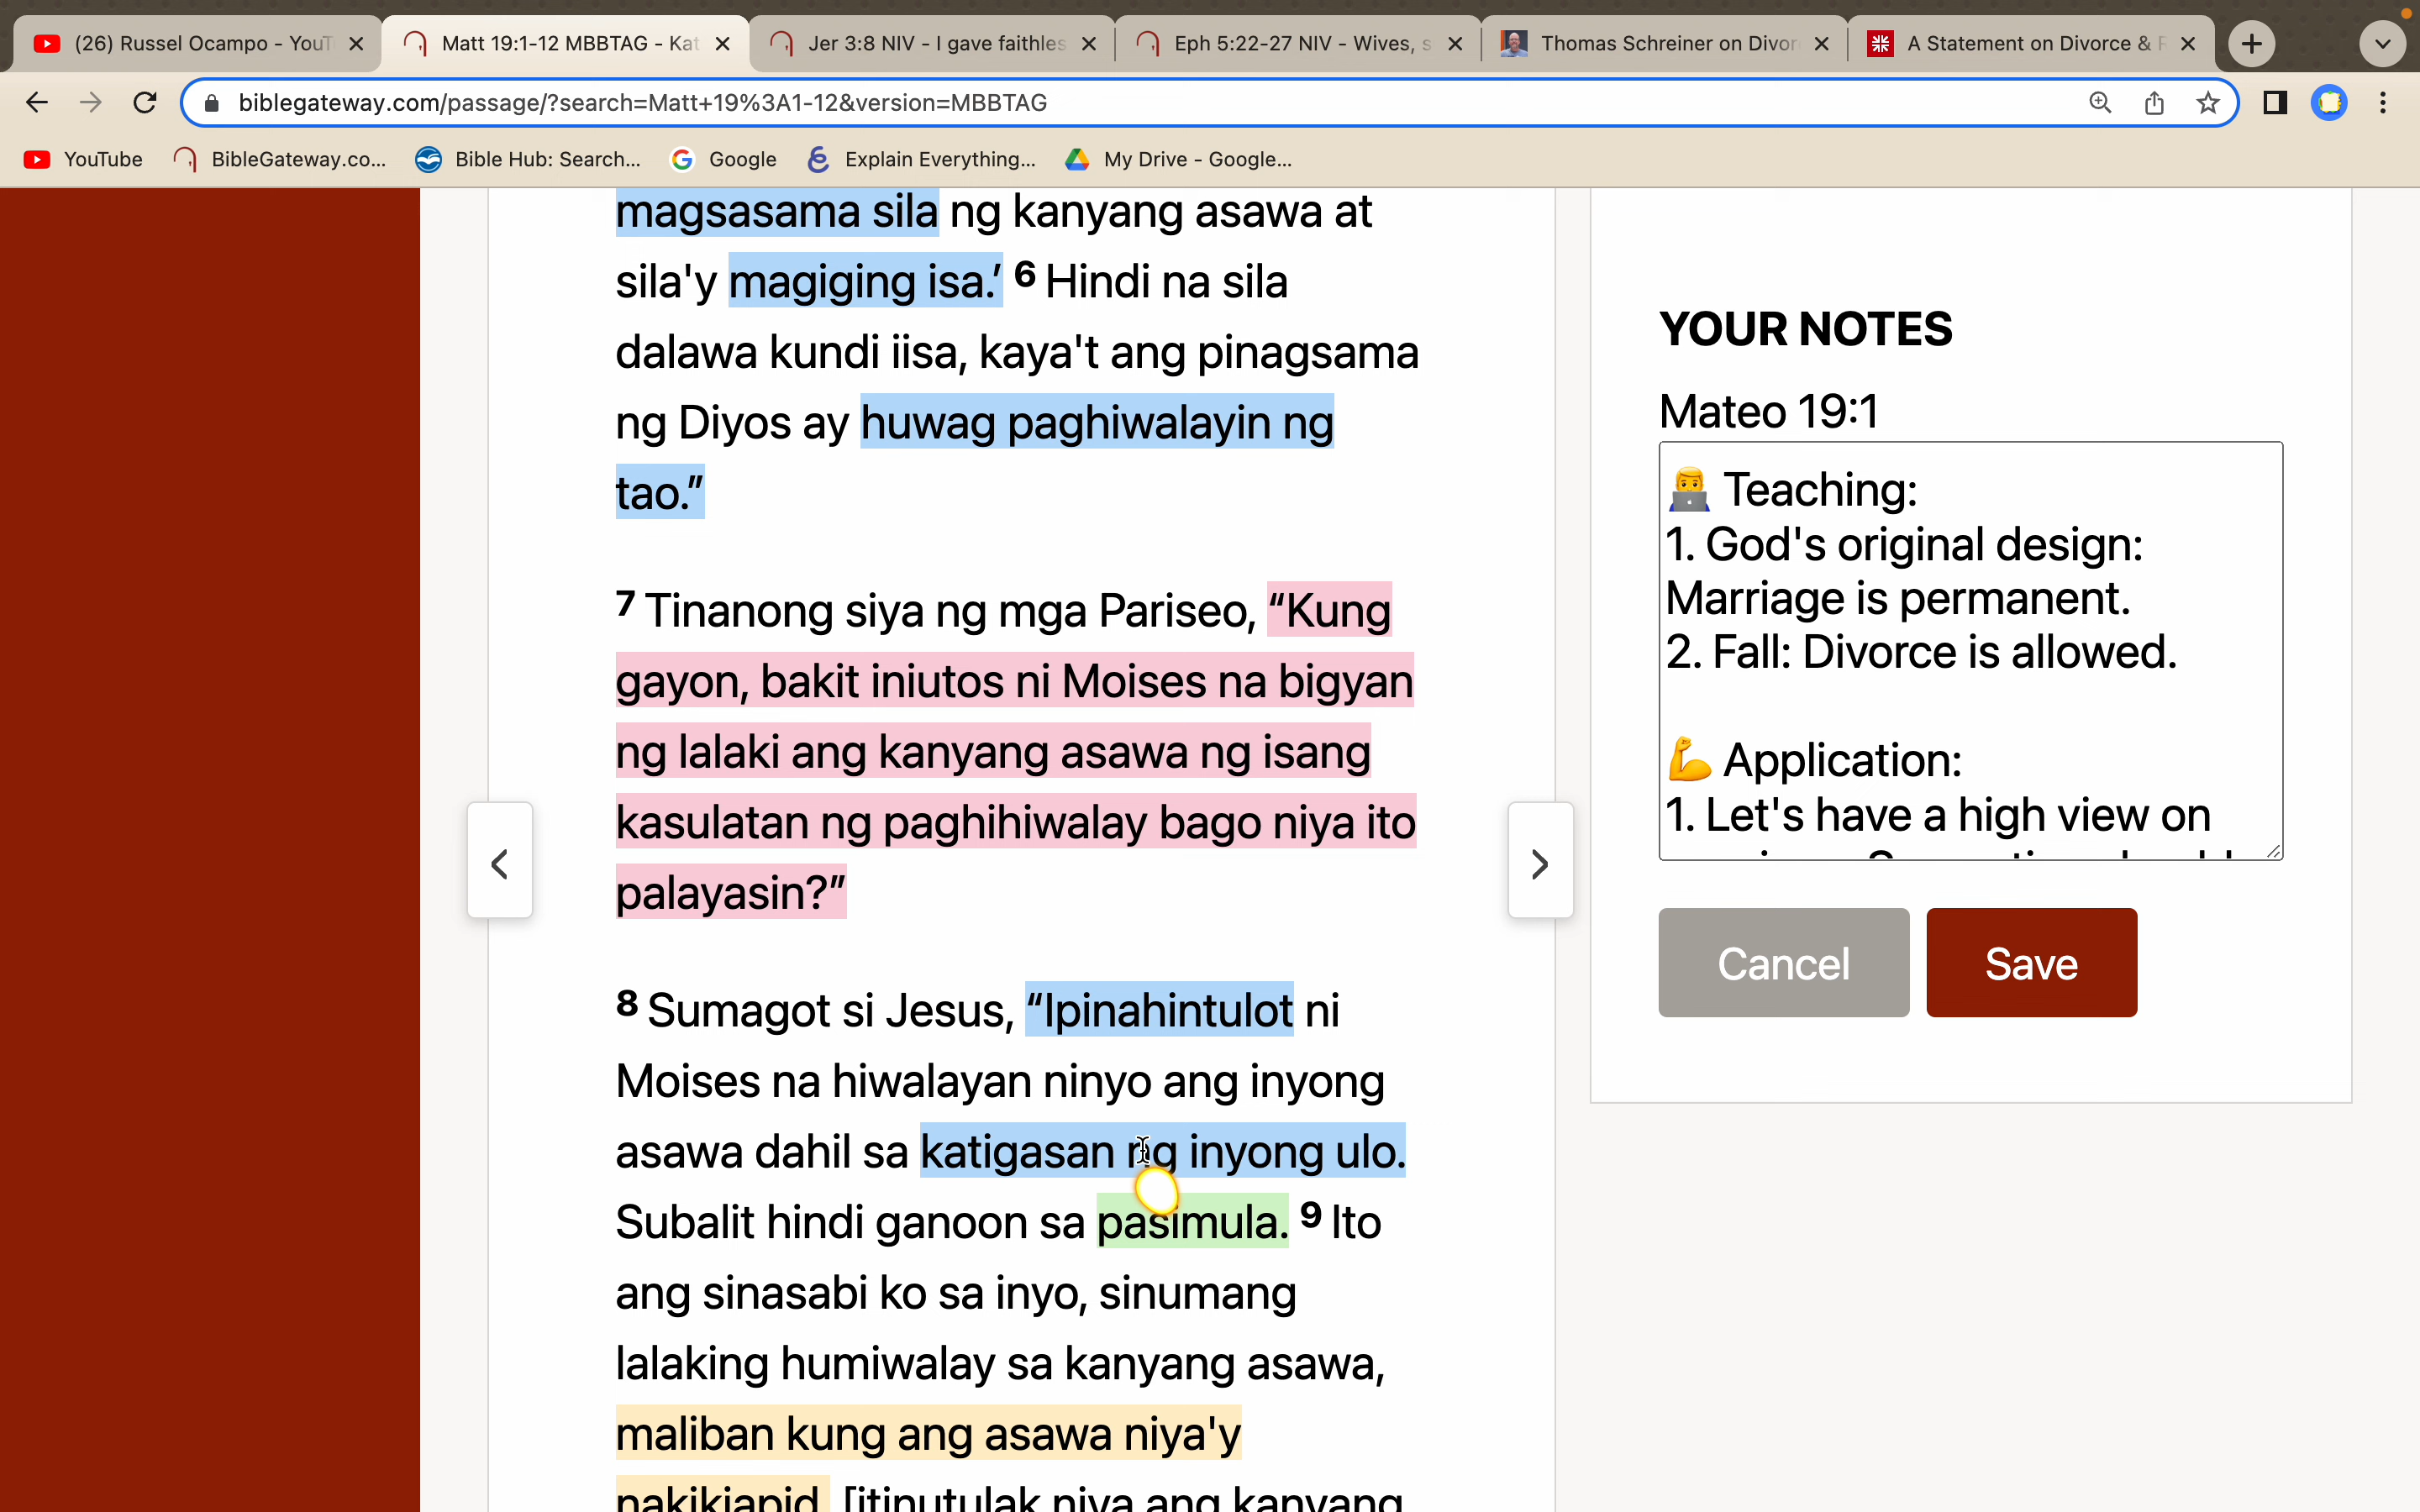 (26) Russel Ocampo - YouT
Matt 19:1-12 MBBTAG - Kat
Jer 3:8 NIV - I gave faithles
Eph 5:22-27 NIV - Wives, s
Thomas Schreiner on Divor
A Statement on Divorce &
biblegateway.com/passage/?search=Matt+19%3A1-12&version=MBBTAG
YouTube
BibleGateway.co...
Bible Hub: Search...
Google
Explain Everything...
My Drive - Google...
magsasama sila ng kanyang asawa at
sila'y magiging isa.’ 6 Hindi na sila
dalawa kundi iisa, kaya't ang pinagsama
ng Diyos ay huwag paghiwalayin ng
tao.”
7 Tinanong siya ng mga Pariseo, “Kung
gayon, bakit iniutos ni Moises na bigyan
ng lalaki ang kanyang asawa ng isang
kasulatan ng paghihiwalay bago niya ito
palayasin?”
8 Sumagot si Jesus, “Ipinahintulot ni
Moises na hiwalayan ninyo ang inyong
asawa dahil sa katigasan ng inyong ulo.
Subalit hindi ganoon sa pasimula. 9 Ito
ang sinasabi ko sa inyo, sinumang
lalaking humiwalay sa kanyang asawa,
maliban kung ang asawa niya'y
nakikiapid, [itinutulak niya ang kanyang
YOUR NOTES
Mateo 19:1
Teaching:
1. God's original design:
Marriage is permanent.
2. Fall: Divorce is allowed.
Application:
1. Let's have a high view on
Cancel
Save